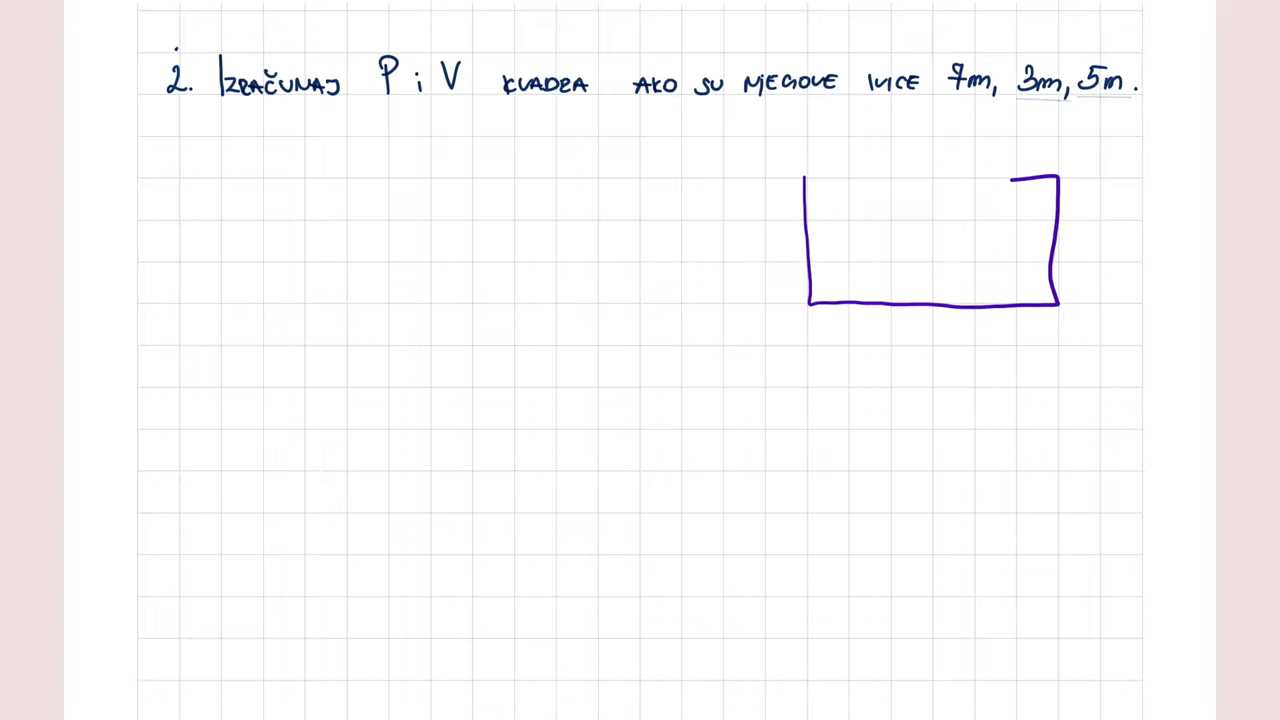 2. IZRAČUNAJ P i V KVADRA AKO SU NJEGOVE IVICE 7m, 3m, 5m.